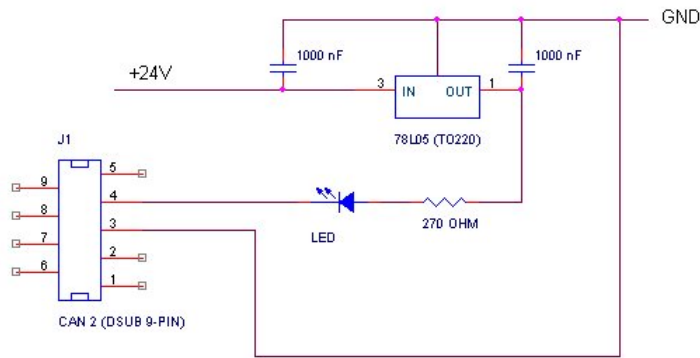 GND
1000 nF
1000 nF
+24V
3
IN
OUT
1
78L05 (TO220)
J1
5
9
4
8
3
7
2
6
1
LED
270 OHM
CAN 2 (DSUB 9-PIN)